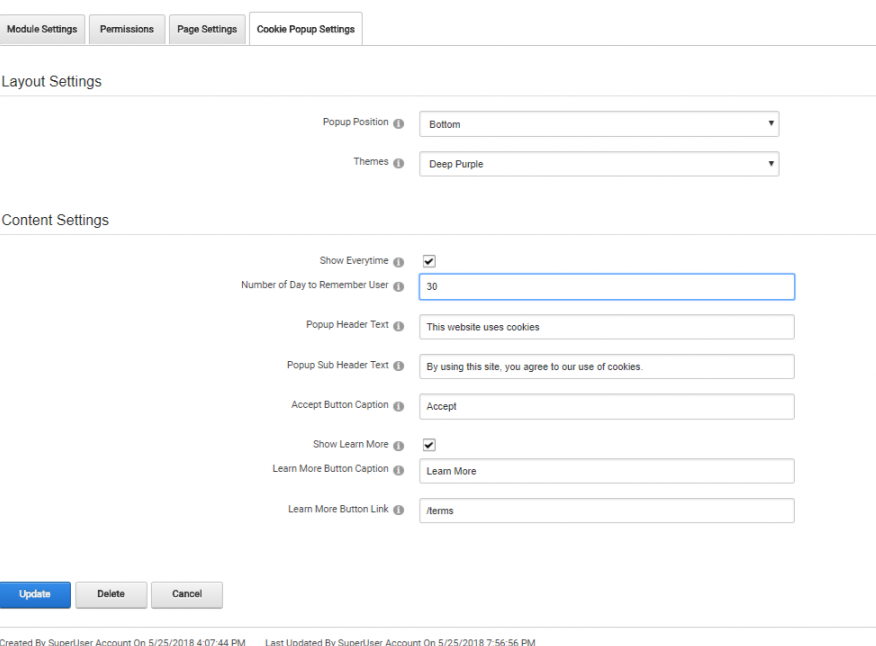 Module Settings Permissions Page Settings Cookie Popup Settings
Layout Settings
Popup Position Bottom
Themes Deep Purple
Content Settings
Show Everytime
Number of Day to Remember User 30
Popup Header Text This website uses cookies
Popup Sub Header Text By using this site, you agree to our use of cookies.
Accept Button Caption Accept
Show Learn More
Learn More Button Caption Learn More
Learn More Button Link /terms
Update Delete Cancel
Created By SuperUser Account On 5/25/2018 4:07:44 PM Last Updated By SuperUser Account On 5/25/2018 7:56:56 PM